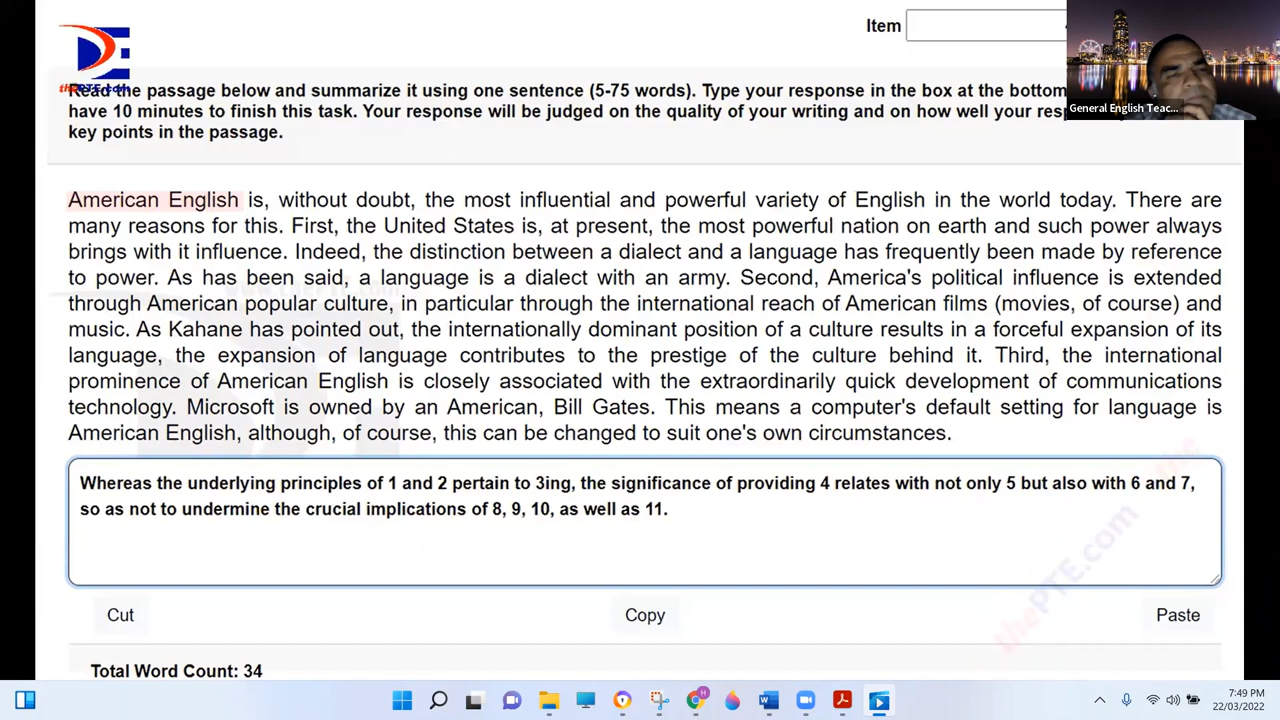 Item
thePTE.com
General English Teac...
Read the passage below and summarize it using one sentence (5-75 words). Type your response in the box at the bottom
have 10 minutes to finish this task. Your response will be judged on the quality of your writing and on how well your res
key points in the passage.
American English is, without doubt, the most influential and powerful variety of English in the world today. There are
many reasons for this. First, the United States is, at present, the most powerful nation on earth and such power always
brings with it influence. Indeed, the distinction between a dialect and a language has frequently been made by reference
to power. As has been said, a language is a dialect with an army. Second, America's political influence is extended
through American popular culture, in particular through the international reach of American films (movies, of course) and
music. As Kahane has pointed out, the internationally dominant position of a culture results in a forceful expansion of its
language, the expansion of language contributes to the prestige of the culture behind it. Third, the international
prominence of American English is closely associated with the extraordinarily quick development of communications
technology. Microsoft is owned by an American, Bill Gates. This means a computer's default setting for language is
American English, although, of course, this can be changed to suit one's own circumstances.
Whereas the underlying principles of 1 and 2 pertain to 3ing, the significance of providing 4 relates with not only 5 but also with 6 and 7,
so as not to undermine the crucial implications of 8, 9, 10, as well as 11.
thePTE.com
Cut Copy Paste
Total Word Count: 34
7:49 PM
22/03/2022